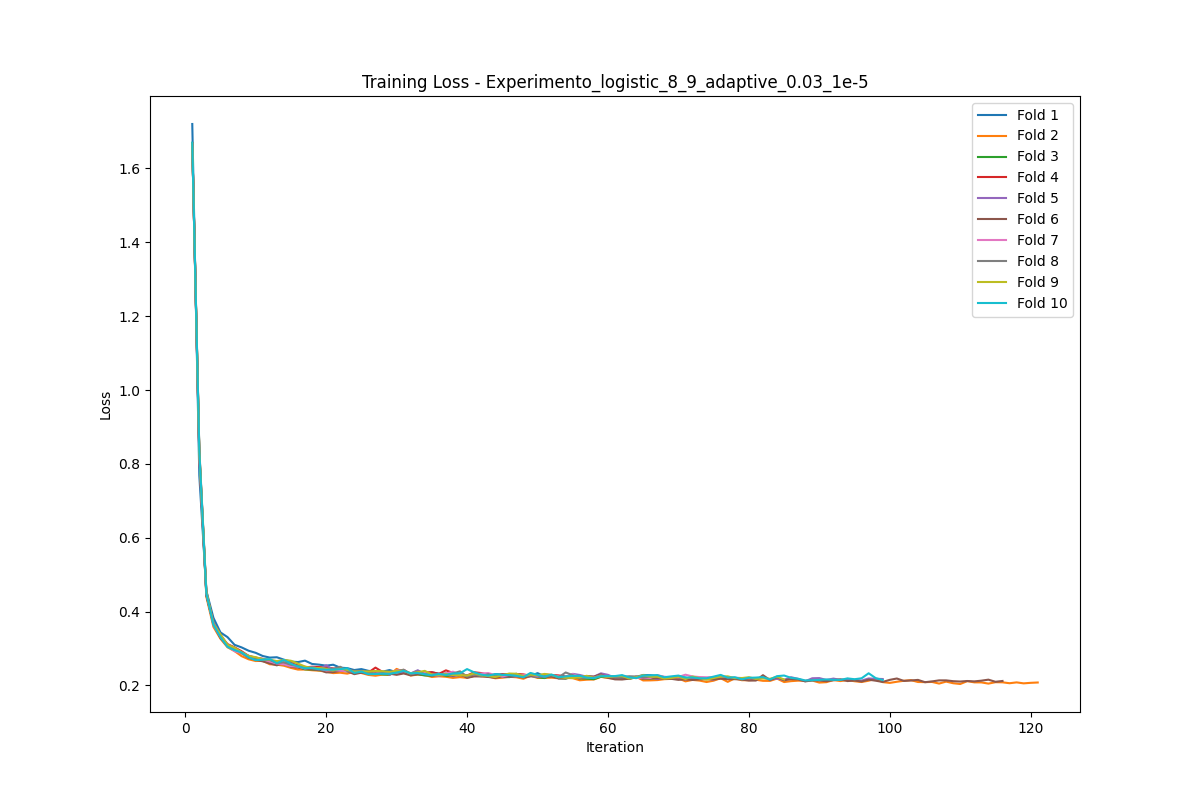 Training Loss - Experimento_logistic_8_9_adaptive_0.03_1e-5
Fold 1
Fold 2
Fold 3
Fold 4
Fold 5
Fold 6
Fold 7
Fold 8
Fold 9
Fold 10
1.6
1.4
1.2
1.0
0.8
0.6
0.4
0.2
Loss
0 20 40 60 80 100 120
Iteration